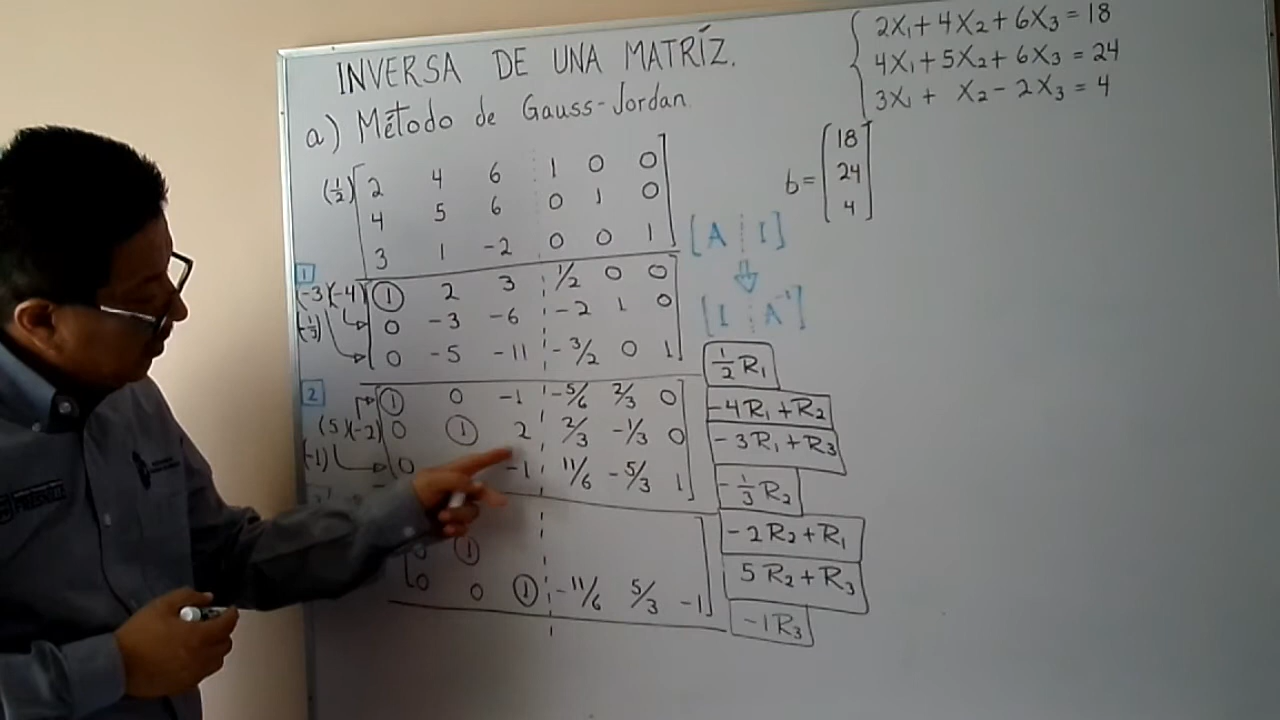 INVERSA DE UNA MATRÍZ.
a) Método de Gauss-Jordan
(1/2) 2 4 6 1 0 0
4 5 6 0 1 0
3 1 -2 0 0 1
1
(-3)(-4) 1 2 3 1/2 0 0
(-1/3) 0 -3 -6 -2 1 0
0 -5 -11 -3/2 0 1
2
1 0 -1 -5/6 2/3 0
(5)(-2) 0 1 2 2/3 -1/3 0
(-1) 0 -1 11/6 -5/3 1
0 1
0 0 1 -11/6 5/3 -1
2X₁+4X₂+6X₃=18
4X₁+5X₂+6X₃=24
3X₁+ X₂-2X₃=4
b= [18
24
4]
[A ⋮ I]
[I ⋮ A⁻¹]
1/2 R₁
-4R₁+R₂
-3R₁+R₃
-1/3 R₂
-2R₂+R₁
5R₂+R₃
-1R₃